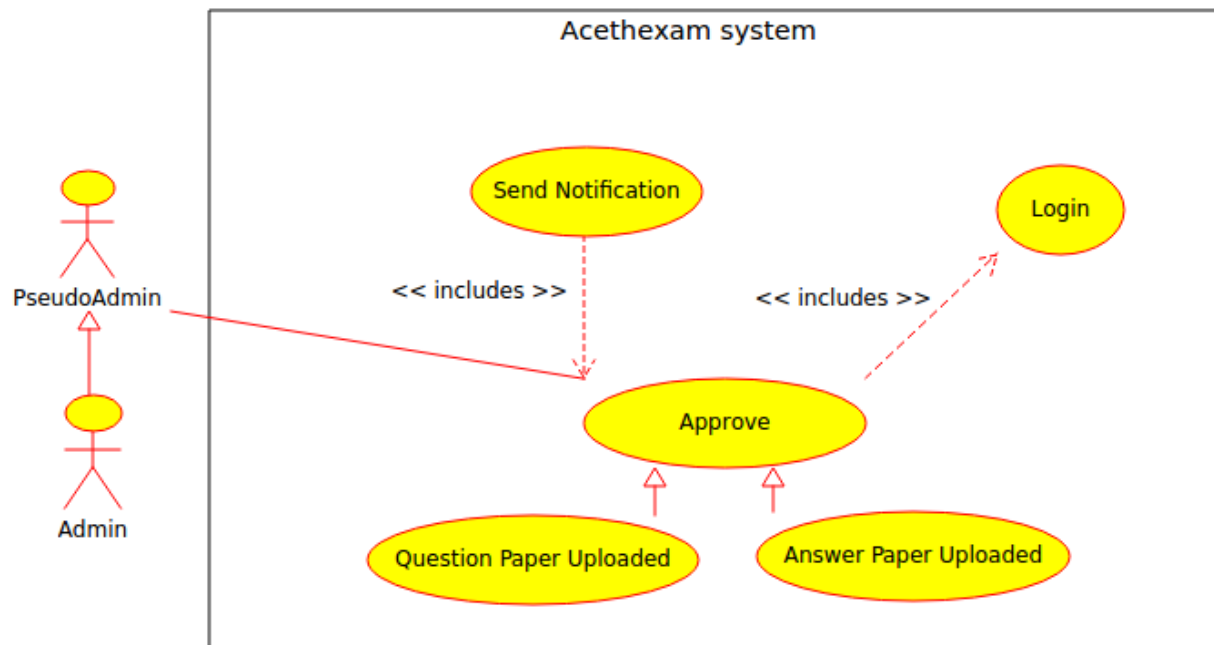 Acethexam system
Send Notification
Login
PseudoAdmin
<< includes >>
<< includes >>
Approve
Admin
Question Paper Uploaded
Answer Paper Uploaded